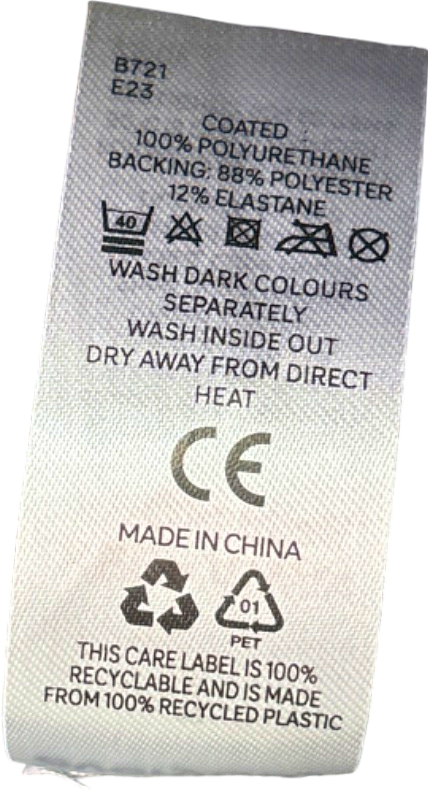 B721
E23
COATED :
100% POLYURETHANE
BACKING: 88% POLYESTER
12% ELASTANE
40
WASH DARK COLOURS
SEPARATELY
WASH INSIDE OUT
DRY AWAY FROM DIRECT
HEAT
CE
MADE IN CHINA
01
PET
THIS CARE LABEL IS 100%
RECYCLABLE AND IS MADE
FROM 100% RECYCLED PLASTIC